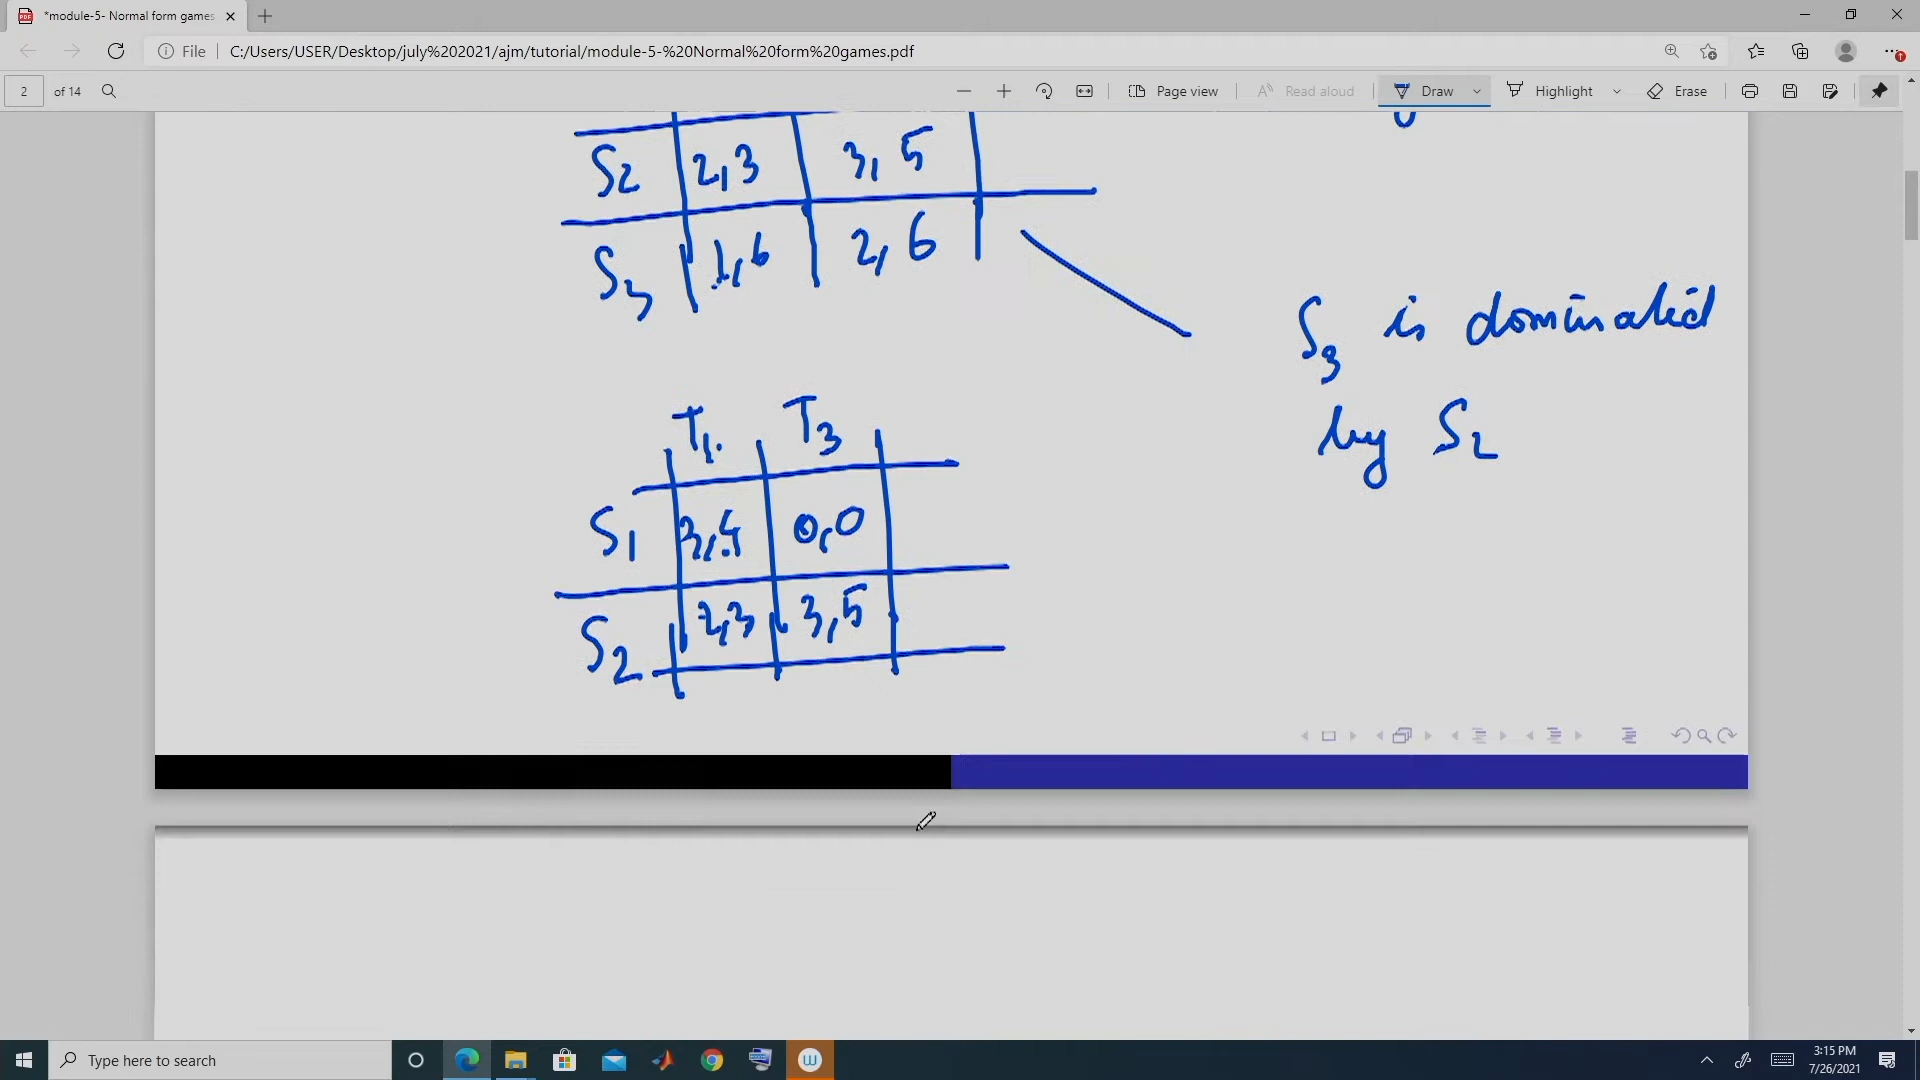 *module-5- Normal form games
File C:/Users/USER/Desktop/july%202021/ajm/tutorial/module-5-%20Normal%20form%20games.pdf
2 of 14 Page view Read aloud Draw Highlight Erase
S2 2,3 3,5
S3 1,6 2,6
S3 is dominated
by S2
T1 T3
S1 3,4 0,0
S2 2,3 3,5
Type here to search
3:15 PM
7/26/2021